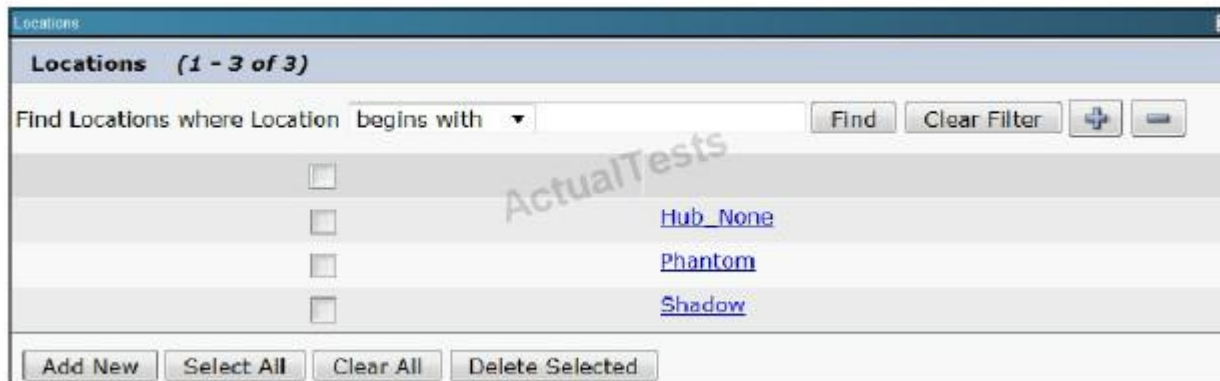 Locations
Locations (1 - 3 of 3)
Find Locations where Location begins with Find Clear Filter
ActualTests
Hub_None
Phantom
Shadow
Add New Select All Clear All Delete Selected